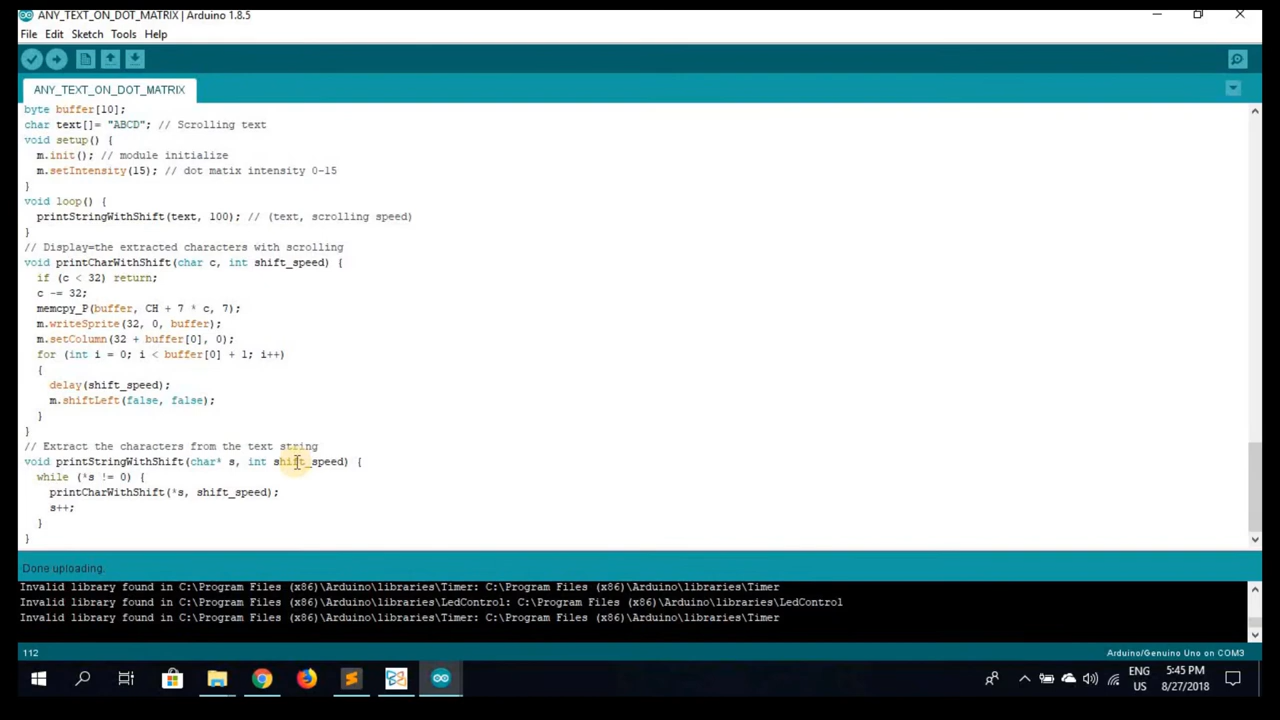 ANY_TEXT_ON_DOT_MATRIX | Arduino 1.8.5
File Edit Sketch Tools Help
ANY_TEXT_ON_DOT_MATRIX
byte buffer[10];
char text[]= "ABCD"; // Scrolling text
void setup() {
m.init(); // module initialize
m.setIntensity(15); // dot matix intensity 0-15
}
void loop() {
printStringWithShift(text, 100); // (text, scrolling speed)
}
// Display=the extracted characters with scrolling
void printCharWithShift(char c, int shift_speed) {
if (c < 32) return;
c -= 32;
memcpy_P(buffer, CH + 7 * c, 7);
m.writeSprite(32, 0, buffer);
m.setColumn(32 + buffer[0], 0);
for (int i = 0; i < buffer[0] + 1; i++)
{
delay(shift_speed);
m.shiftLeft(false, false);
}
}
// Extract the characters from the text string
void printStringWithShift(char* s, int shift_speed) {
while (*s != 0) {
printCharWithShift(*s, shift_speed);
s++;
}
}
Done uploading.
Invalid library found in C:\Program Files (x86)\Arduino\libraries\Timer: C:\Program Files (x86)\Arduino\libraries\Timer
Invalid library found in C:\Program Files (x86)\Arduino\libraries\LedControl: C:\Program Files (x86)\Arduino\libraries\LedControl
Invalid library found in C:\Program Files (x86)\Arduino\libraries\Timer: C:\Program Files (x86)\Arduino\libraries\Timer
112 Arduino/Genuino Uno on COM3
ENG 5:45 PM
US 8/27/2018